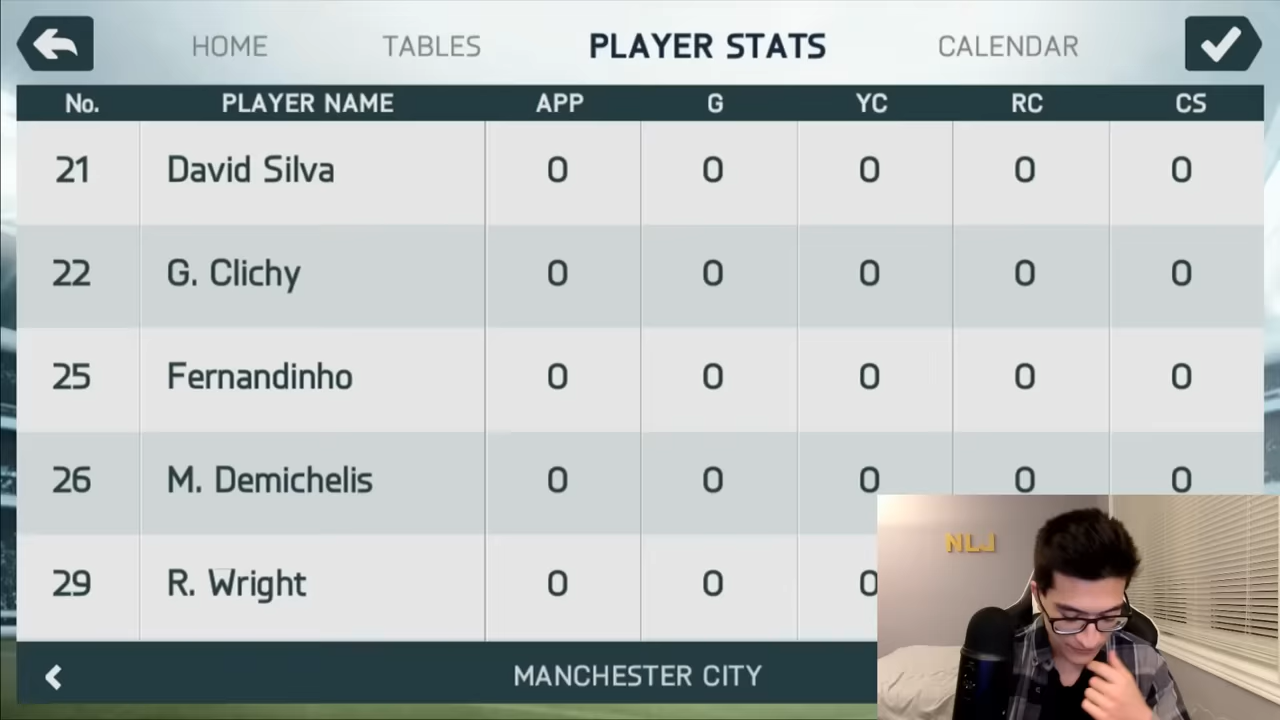 HOME TABLES PLAYER STATS CALENDAR
No. PLAYER NAME APP G YC RC CS
21 David Silva 0 0 0 0 0
22 G. Clichy 0 0 0 0 0
25 Fernandinho 0 0 0 0 0
26 M. Demichelis 0 0 0 0 0
29 R. Wright 0 0 0
NLJ
MANCHESTER CITY